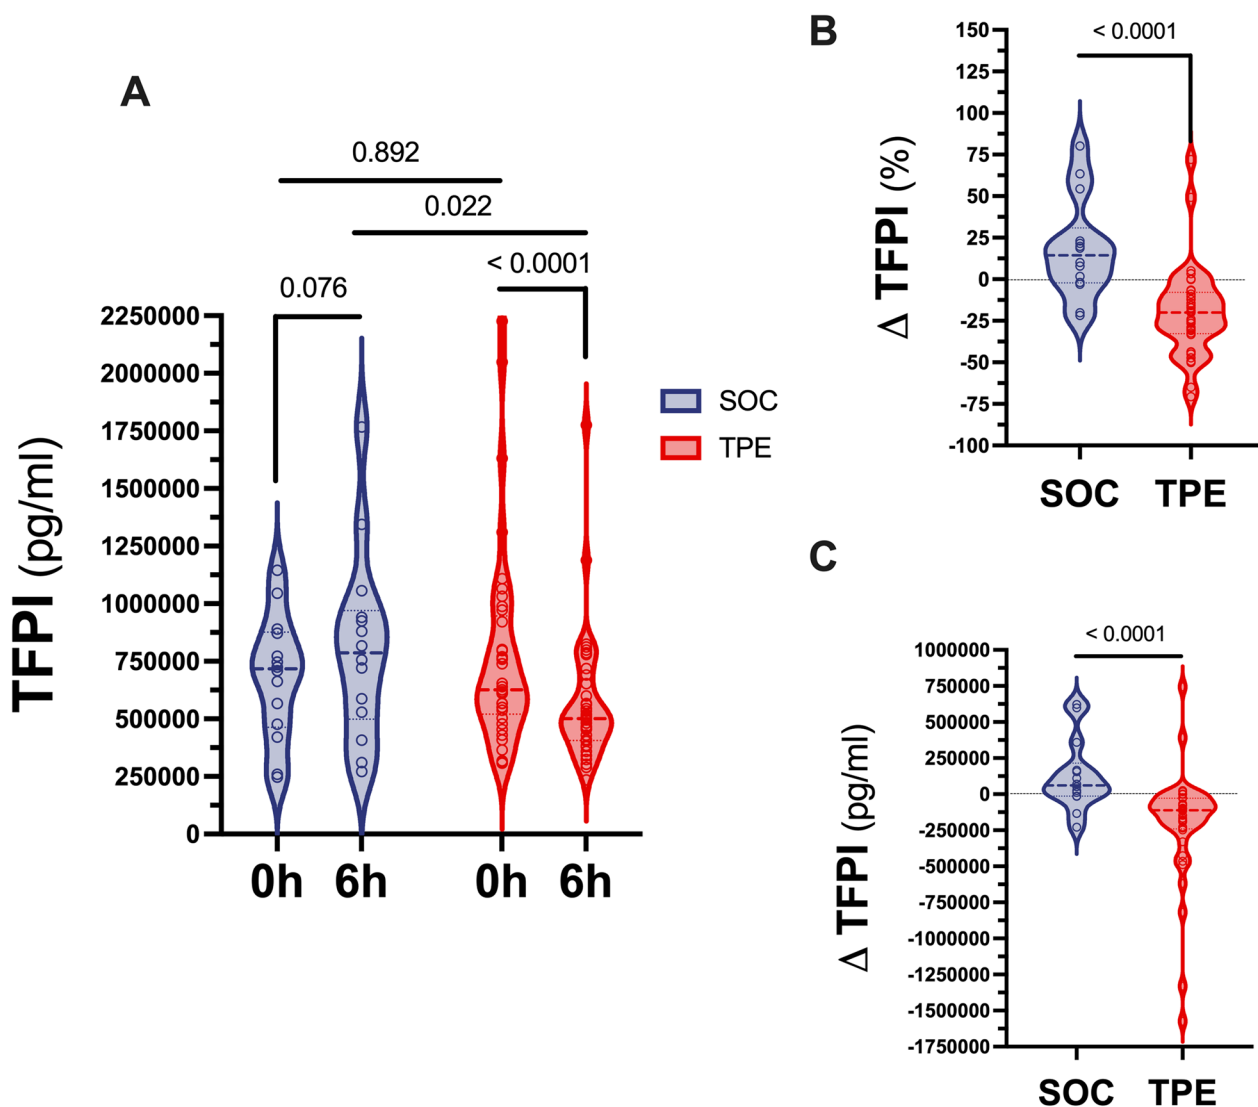 A
0.892
0.022
< 0.0001
0.076
2250000
2000000
1750000
1500000
1250000
1000000
750000
500000
250000
0
TFPI (pg/ml)
0h
6h
0h
6h
SOC
TPE
B
< 0.0001
150
125
100
75
50
25
0
-25
-50
-75
-100
Δ TFPI (%)
SOC
TPE
C
< 0.0001
1000000
750000
500000
250000
0
-250000
-500000
-750000
-1000000
-1250000
-1500000
-1750000
Δ TFPI (pg/ml)
SOC
TPE